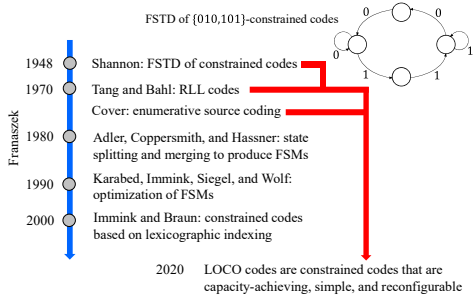 FSTD of {010,101}-constrained codes
0
0
0
1
1
1
1948
Shannon: FSTD of constrained codes
1970
Tang and Bahl: RLL codes
Cover: enumerative source coding
Franaszek
1980
Adler, Coppersmith, and Hassner: state
splitting and merging to produce FSMs
1990
Karabed, Immink, Siegel, and Wolf:
optimization of FSMs
2000
Immink and Braun: constrained codes
based on lexicographic indexing
2020
LOCO codes are constrained codes that are
capacity-achieving, simple, and reconfigurable